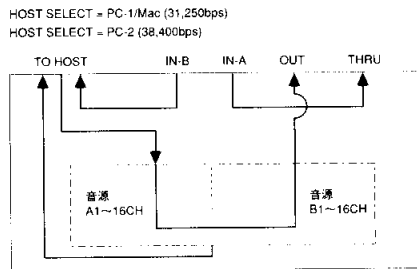 HOST SELECT = PC-1/Mac (31,250bps)
HOST SELECT = PC-2 (38,400bps)
TO HOST IN-B IN-A OUT THRU
音源 音源
A1～16CH B1～16CH